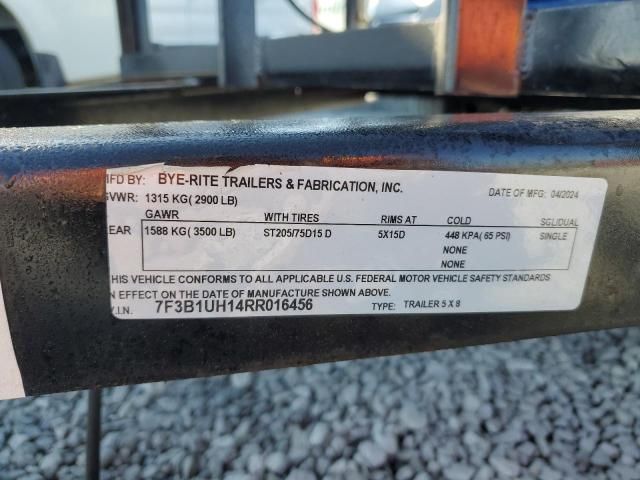 MFD BY: BYE-RITE TRAILERS & FABRICATION, INC.
DATE OF MFG: 04/2024
GVWR: 1315 KG( 2900 LB)
GAWR WITH TIRES RIMS AT COLD SGL/DUAL
EAR 1588 KG( 3500 LB) ST205/75D15 D 5X15D 448 KPA( 65 PSI) SINGLE
NONE
NONE
HIS VEHICLE CONFORMS TO ALL APPLICABLE U.S. FEDERAL MOTOR VEHICLE SAFETY STANDARDS
N EFFECT ON THE DATE OF MANUFACTURE SHOWN ABOVE.
V.I.N. 7F3B1UH14RR016456 TYPE: TRAILER 5 X 8